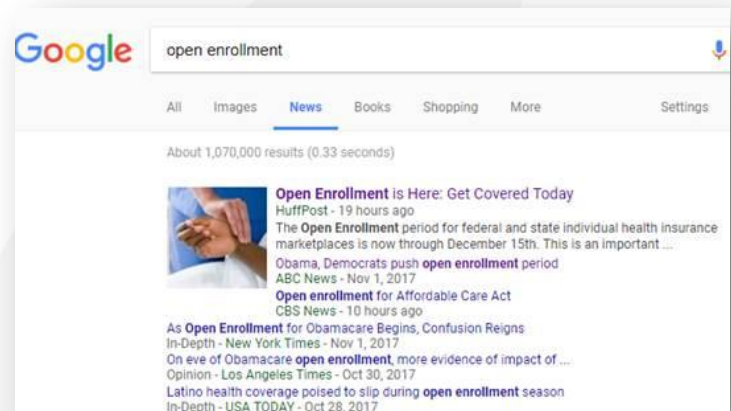 Google
open enrollment
All Images News Books Shopping More Settings
About 1,070,000 results (0.33 seconds)
Open Enrollment is Here: Get Covered Today
HuffPost - 19 hours ago
The Open Enrollment period for federal and state individual health insurance
marketplaces is now through December 15th. This is an important ...
Obama, Democrats push open enrollment period
ABC News - Nov 1, 2017
Open enrollment for Affordable Care Act
CBS News - 10 hours ago
As Open Enrollment for Obamacare Begins, Confusion Reigns
In-Depth - New York Times - Nov 1, 2017
On eve of Obamacare open enrollment, more evidence of impact of ...
Opinion - Los Angeles Times - Oct 30, 2017
Latino health coverage poised to slip during open enrollment season
In-Depth - USA TODAY - Oct 28, 2017